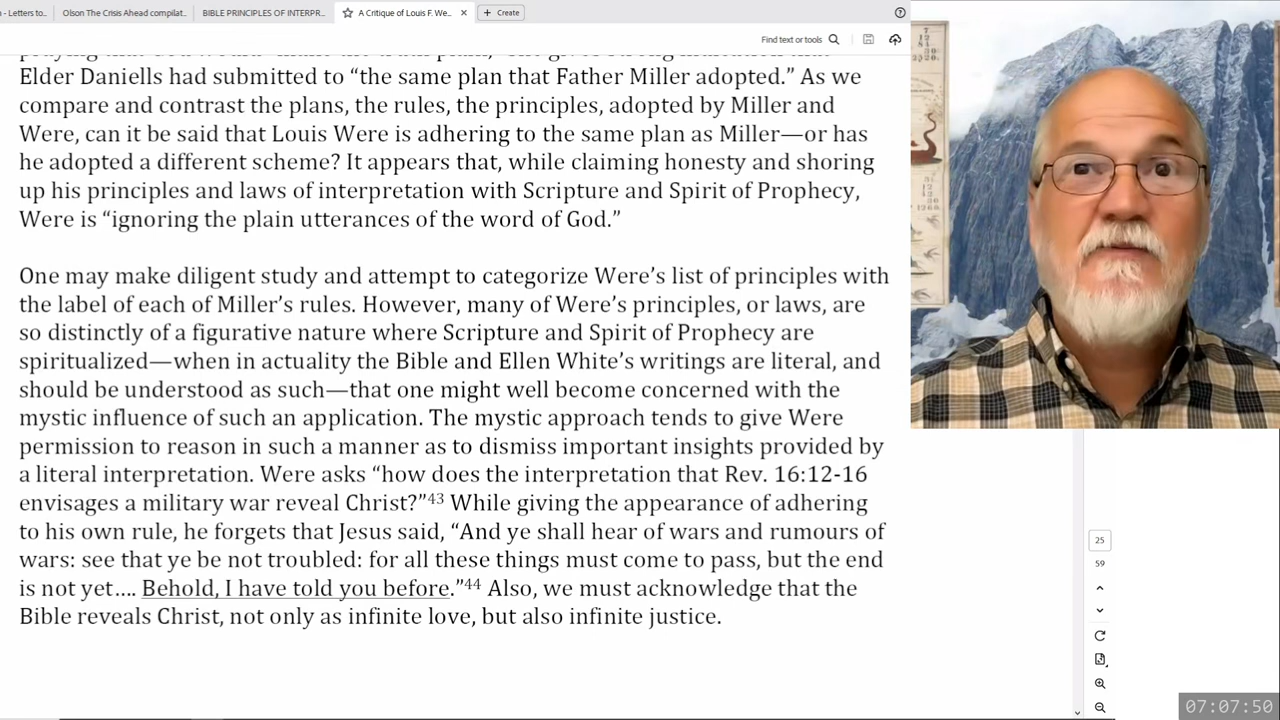 - Letters to...
Olson The Crisis Ahead compilat...
BIBLE PRINCIPLES OF INTERPR...
A Critique of Louis F. We...
Create
Find text or tools
Elder Daniells had submitted to “the same plan that Father Miller adopted.” As we
compare and contrast the plans, the rules, the principles, adopted by Miller and
Were, can it be said that Louis Were is adhering to the same plan as Miller—or has
he adopted a different scheme? It appears that, while claiming honesty and shoring
up his principles and laws of interpretation with Scripture and Spirit of Prophecy,
Were is “ignoring the plain utterances of the word of God.”
One may make diligent study and attempt to categorize Were’s list of principles with
the label of each of Miller’s rules. However, many of Were’s principles, or laws, are
so distinctly of a figurative nature where Scripture and Spirit of Prophecy are
spiritualized—when in actuality the Bible and Ellen White’s writings are literal, and
should be understood as such—that one might well become concerned with the
mystic influence of such an application. The mystic approach tends to give Were
permission to reason in such a manner as to dismiss important insights provided by
a literal interpretation. Were asks “how does the interpretation that Rev. 16:12-16
envisages a military war reveal Christ?”⁴³ While giving the appearance of adhering
to his own rule, he forgets that Jesus said, “And ye shall hear of wars and rumours of
wars: see that ye be not troubled: for all these things must come to pass, but the end
is not yet…. Behold, I have told you before.”⁴⁴ Also, we must acknowledge that the
Bible reveals Christ, not only as infinite love, but also infinite justice.
25
59
07:07:50